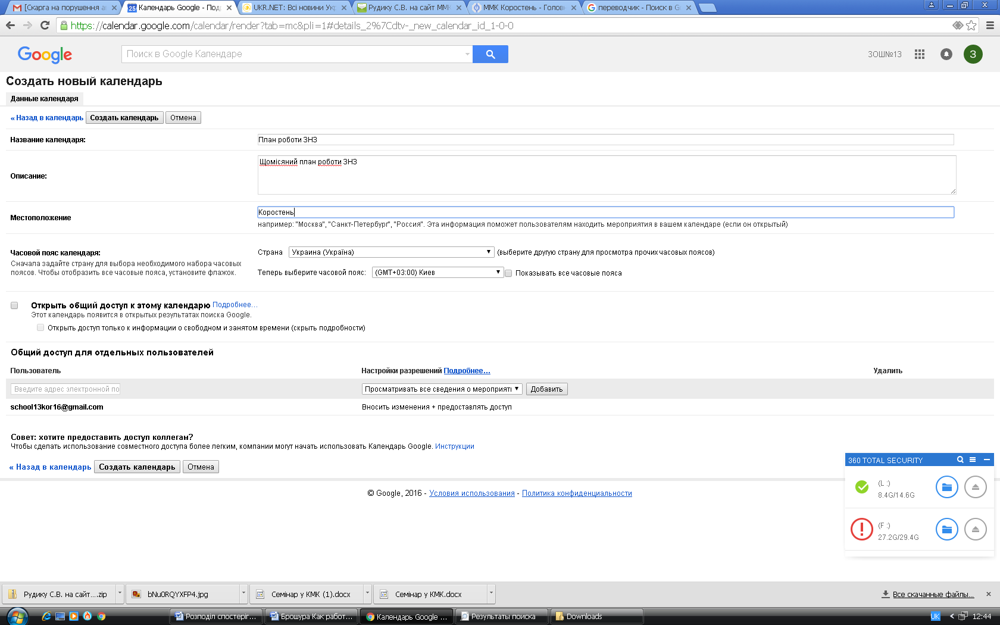 [Скарга на порушення а
Календарь Google - Под
UKR.NET: Всі новини Укр
Рудику С.В. на сайт ММК
ММК Коростень - Головн
переводчик - Поиск в G
https://calendar.google.com/calendar/render?tab=mc&pli=1#details_2%7Cdtv-_new_calendar_id_1-0-0
Google
Поиск в Google Календаре
ЗОШ№13
З
Создать новый календарь
Данные календаря
« Назад в календарь Создать календарь Отмена
Название календаря: План роботи ЗНЗ
Описание: Щомісяний план роботи ЗНЗ
Местоположение Коростень
например: "Москва", "Санкт-Петербург", "Россия". Эта информация поможет пользователям находить мероприятия в вашем календаре (если он открытый)
Часовой пояс календаря:
Сначала задайте страну для выбора необходимого набора часовых
поясов. Чтобы отобразить все часовые пояса, установите флажок.
Страна Украина (Україна) (выберите другую страну для просмотра прочих часовых поясов)
Теперь выберите часовой пояс: (GMT+03:00) Киев Показывать все часовые пояса
Открыть общий доступ к этому календарю Подробнее...
Этот календарь появится в открытых результатах поиска Google.
Открыть доступ только к информации о свободном и занятом времени (скрыть подробности)
Общий доступ для отдельных пользователей
Пользователь Настройки разрешений Подробнее... Удалить
Введите адрес электронной по Просматривать все сведения о мероприяти Добавить
school13kor16@gmail.com Вносить изменения + предоставлять доступ
Совет: хотите предоставить доступ коллегам?
Чтобы сделать использование совместного доступа более легким, компании могут начать использовать Календарь Google. Инструкции
« Назад в календарь Создать календарь Отмена
© Google, 2016 - Условия использования - Политика конфиденциальности
360 TOTAL SECURITY
(L :)
8.4G/14.6G
(F :)
27.2G/29.4G
Рудику С.В. на сайт....zip
bNu0RQYXFP4.jpg
Семінар у КМК (1).docx
Семінар у КМК.docx
Все скачанные файлы...
Розподіл спостеріг...
Брошура Как работ...
Календарь Google ...
Результаты поиска
Downloads
UK
12:44